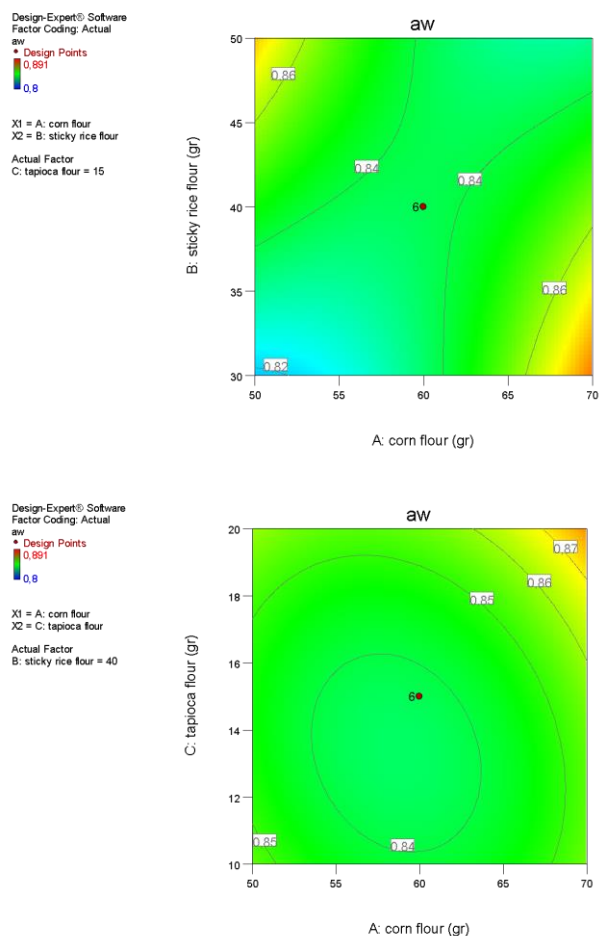 Design-Expert® Software
Factor Coding: Actual
aw
Design Points
0,891
0,8
X1 = A: corn flour
X2 = B: sticky rice flour
Actual Factor
C: tapioca flour = 15
aw
50
45
40
35
30
B: sticky rice flour (gr)
0.86
0.84
0.84
6
0.86
0.82
50
55
60
65
70
A: corn flour (gr)
Design-Expert® Software
Factor Coding: Actual
aw
Design Points
0,891
0,8
X1 = A: corn flour
X2 = C: tapioca flour
Actual Factor
B: sticky rice flour = 40
aw
20
18
16
14
12
10
C: tapioca flour (gr)
0.87
0.86
0.85
6
0.85
0.84
50
55
60
65
70
A: corn flour (gr)